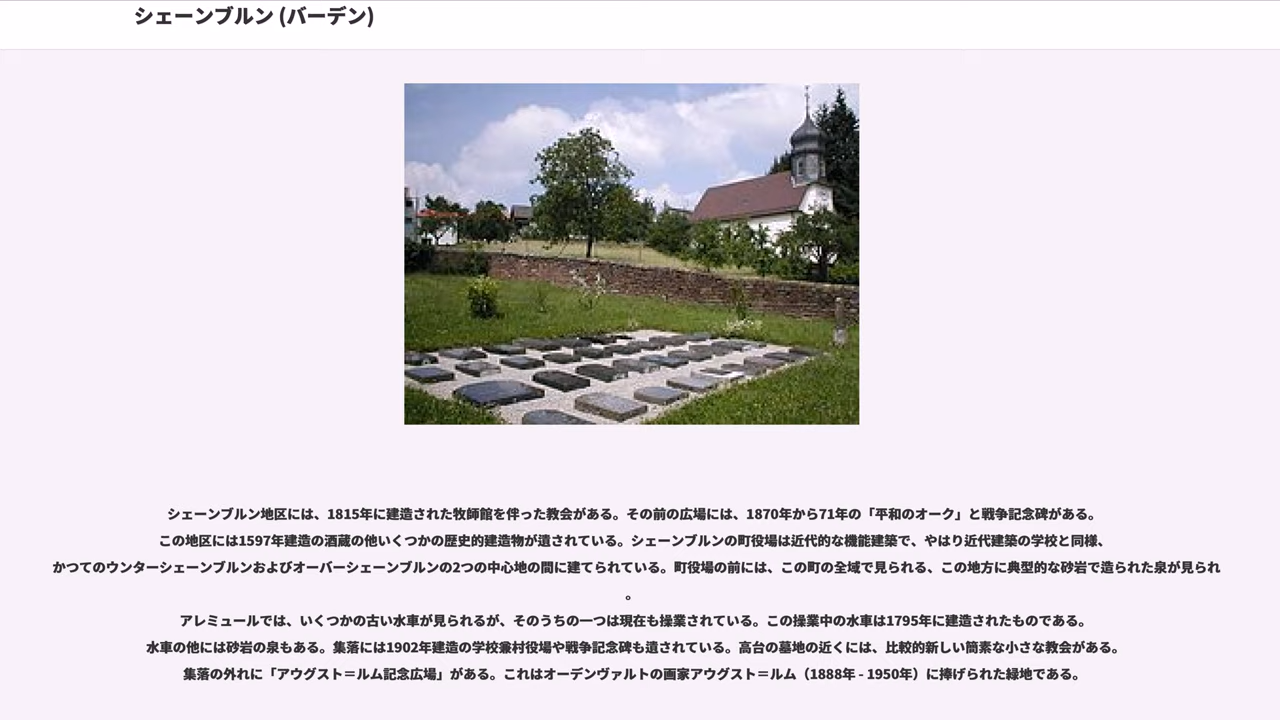 シェーンブルン (バーデン)
シェーンブルン地区には、1815年に建造された牧師館を伴った教会がある。その前の広場には、1870年から71年の「平和のオーク」と戦争記念碑がある。
この地区には1597年建造の酒蔵の他いくつかの歴史的建造物が遺されている。シェーンブルンの町役場は近代的な機能建築で、やはり近代建築の学校と同様、
かつてのウンターシェーンブルンおよびオーバーシェーンブルンの2つの中心地の間に建てられている。町役場の前には、この町の全域で見られる、この地方に典型的な砂岩で造られた泉が見られ
。
アレミュールでは、いくつかの古い水車が見られるが、そのうちの一つは現在も操業されている。この操業中の水車は1795年に建造されたものである。
水車の他には砂岩の泉もある。集落には1902年建造の学校兼村役場や戦争記念碑も遺されている。高台の墓地の近くには、比較的新しい簡素な小さな教会がある。
集落の外れに「アウグスト＝ルム記念広場」がある。これはオーデンヴァルトの画家アウグスト＝ルム（1888年 - 1950年）に捧げられた緑地である。